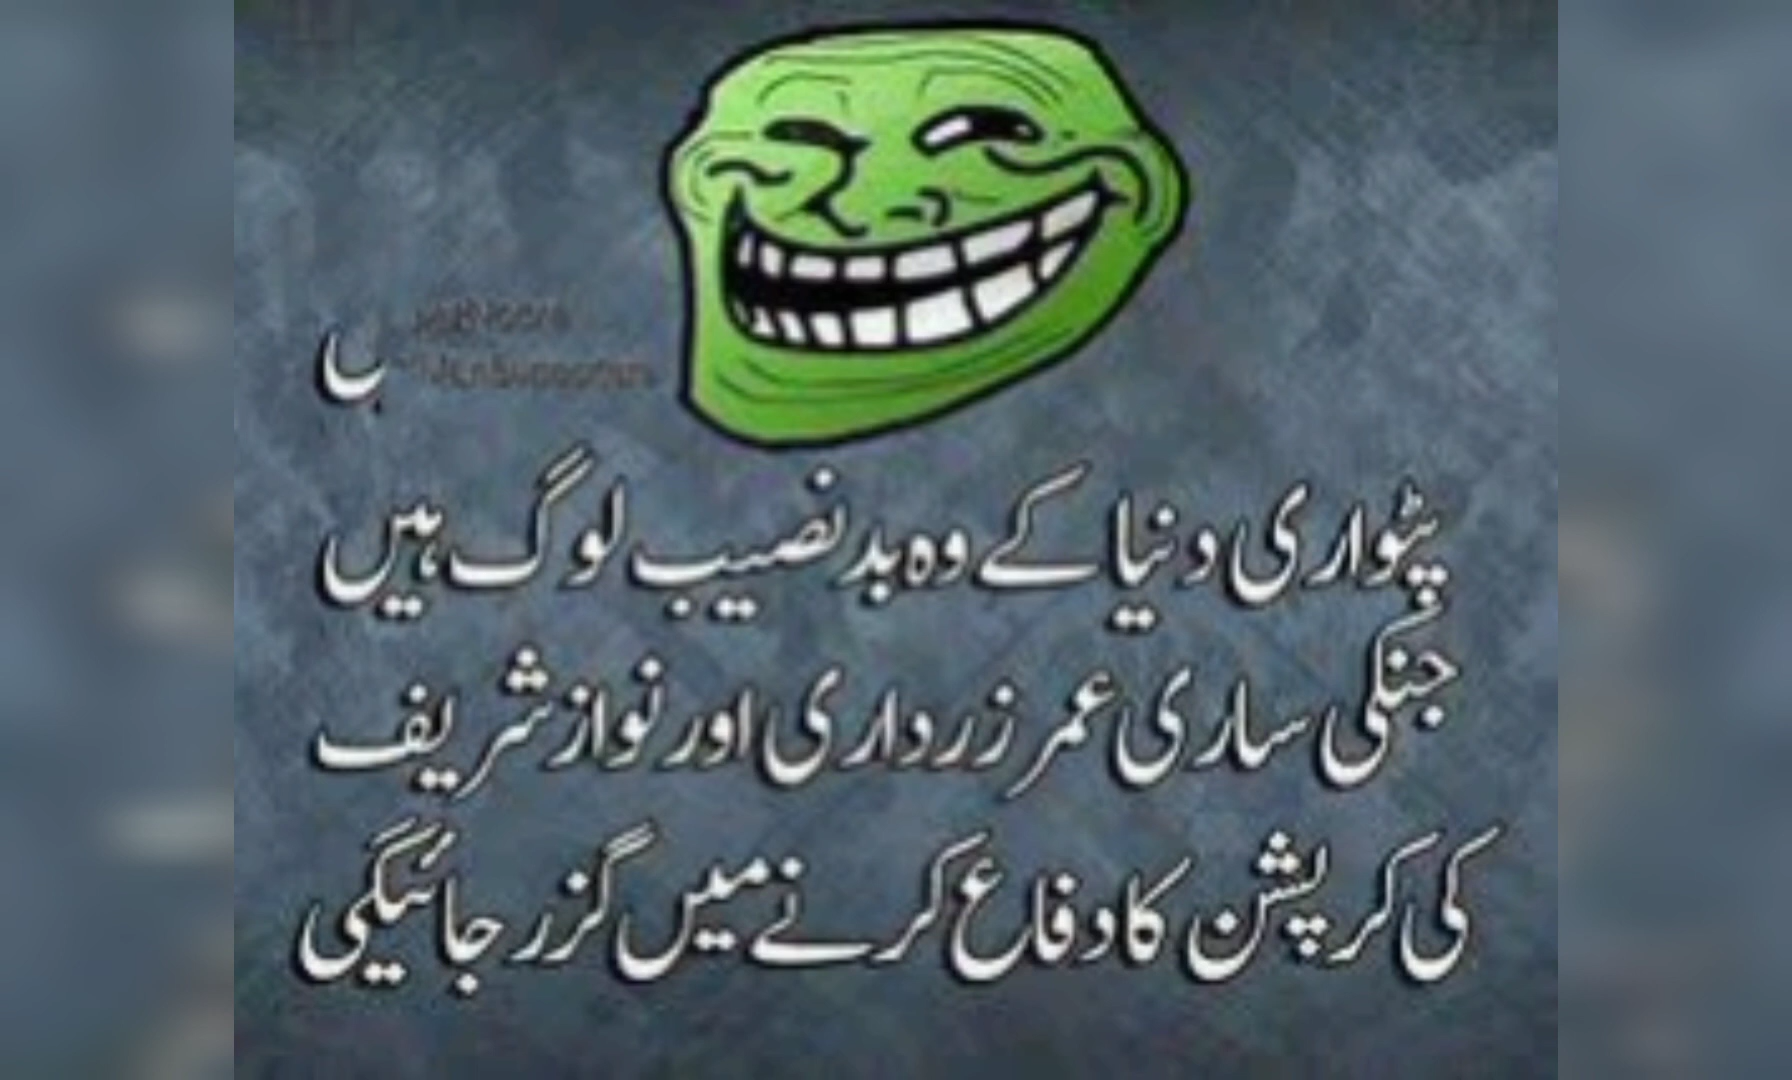 پٹواری دنیا کے وہ بدنصیب لوگ ہیں
جنکی ساری عمر زرداری اور نواز شریف
کی کرپشن کا دفاع کرنے میں گزر جائیگی